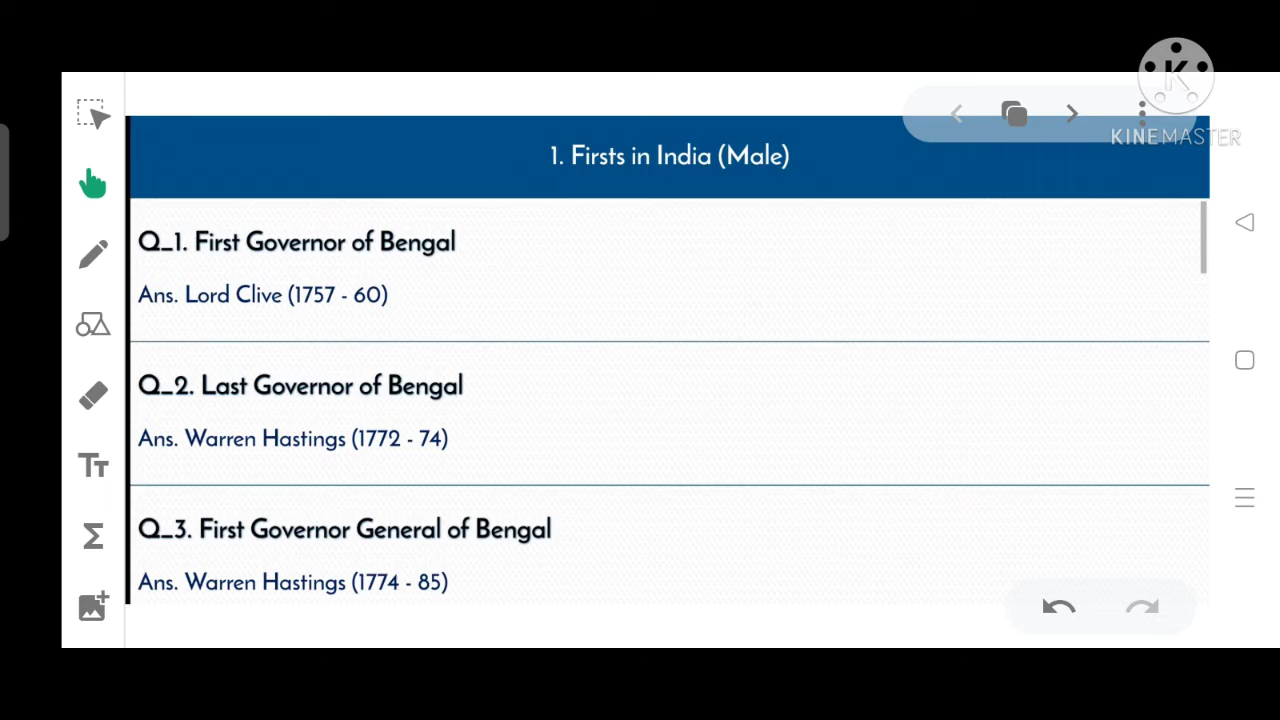 K
KINEMASTER
1. Firsts in India (Male)
Q_1. First Governor of Bengal
Ans. Lord Clive (1757 - 60)
Q_2. Last Governor of Bengal
Ans. Warren Hastings (1772 - 74)
Q_3. First Governor General of Bengal
Ans. Warren Hastings (1774 - 85)
Tт
Σ